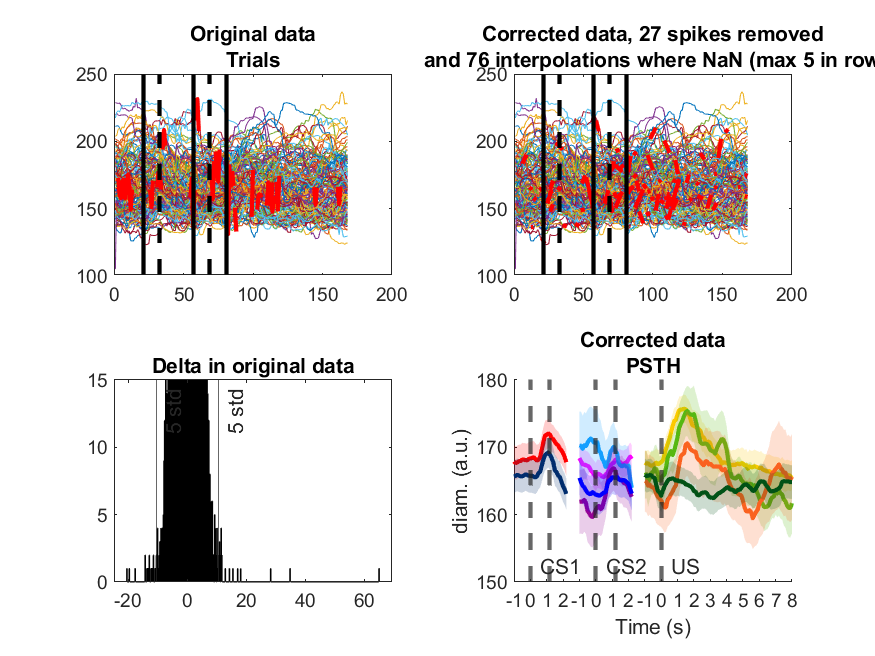 Original data
Trials
250
200
150
100
0 50 100 150 200
Corrected data, 27 spikes removed
and 76 interpolations where NaN (max 5 in row
250
200
150
100
0 50 100 150 200
Delta in original data
15
10
5
0
5 std
5 std
-20 0 20 40 60
Corrected data
PSTH
180
170
160
150
diam. (a.u.)
CS1 CS2 US
-1 0 1 2 -1 0 1 2 -1 0 1 2 3 4 5 6 7 8
Time (s)